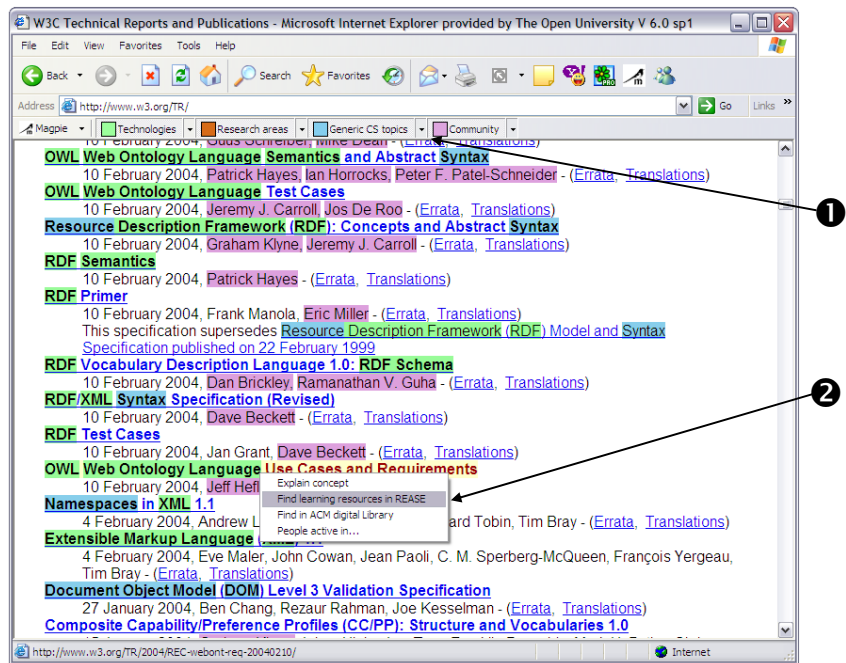 W3C Technical Reports and Publications - Microsoft Internet Explorer provided by The Open University V 6.0 sp1
File Edit View Favorites Tools Help
Back Search Favorites
Address http://www.w3.org/TR/ Go Links »
Magpie Technologies Research areas Generic CS topics Community
10 February 2004, Guus Schreiber, Mike Dean - (Errata, Translations)
OWL Web Ontology Language Semantics and Abstract Syntax
10 February 2004, Patrick Hayes, Ian Horrocks, Peter F. Patel-Schneider - (Errata, Translations)
OWL Web Ontology Language Test Cases
10 February 2004, Jeremy J. Carroll, Jos De Roo - (Errata, Translations)
❶
Resource Description Framework (RDF): Concepts and Abstract Syntax
10 February 2004, Graham Klyne, Jeremy J. Carroll - (Errata, Translations)
RDF Semantics
10 February 2004, Patrick Hayes - (Errata, Translations)
RDF Primer
10 February 2004, Frank Manola, Eric Miller - (Errata, Translations)
This specification supersedes Resource Description Framework (RDF) Model and Syntax
Specification published on 22 February 1999
RDF Vocabulary Description Language 1.0: RDF Schema
10 February 2004, Dan Brickley, Ramanathan V. Guha - (Errata, Translations)
❷
RDF/XML Syntax Specification (Revised)
10 February 2004, Dave Beckett - (Errata, Translations)
RDF Test Cases
10 February 2004, Jan Grant, Dave Beckett - (Errata, Translations)
OWL Web Ontology Language Use Cases and Requirements
10 February 2004, Jeff Hefl
Explain concept
Find learning resources in REASE
Find in ACM digital Library
People active in...
Namespaces in XML 1.1
4 February 2004, Andrew L ard Tobin, Tim Bray - (Errata, Translations)
Extensible Markup Language
4 February 2004, Eve Maler, John Cowan, Jean Paoli, C. M. Sperberg-McQueen, François Yergeau,
Tim Bray - (Errata, Translations)
Document Object Model (DOM) Level 3 Validation Specification
27 January 2004, Ben Chang, Rezaur Rahman, Joe Kesselman - (Errata, Translations)
Composite Capability/Preference Profiles (CC/PP): Structure and Vocabularies 1.0
http://www.w3.org/TR/2004/REC-webont-req-20040210/ Internet